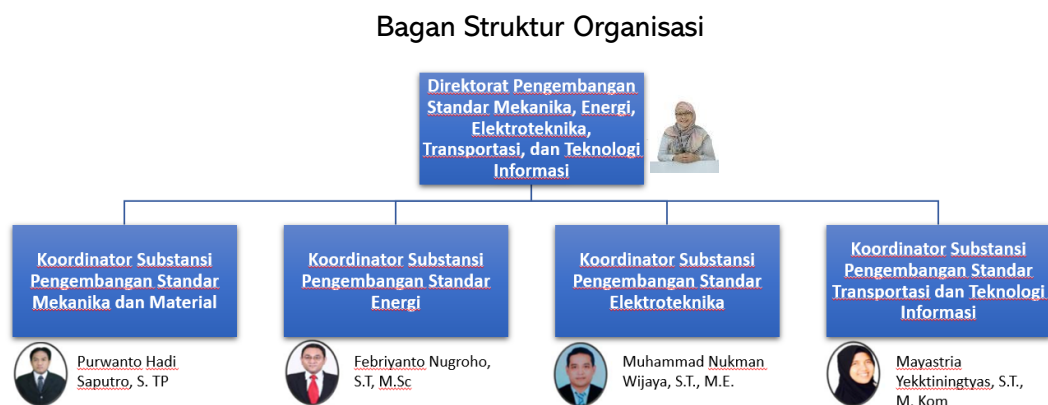 Bagan Struktur Organisasi
Direktorat Pengembangan
Standar Mekanika, Energi,
Elektroteknika,
Transportasi, dan Teknologi
Informasi
Koordinator Substansi
Pengembangan Standar
Mekanika dan Material
Koordinator Substansi
Pengembangan Standar
Energi
Koordinator Substansi
Pengembangan Standar
Elektroteknika
Koordinator Substansi
Pengembangan Standar
Transportasi dan Teknologi
Informasi
Purwanto Hadi
Saputro, S. TP
Febriyanto Nugroho,
S.T, M.Sc
Muhammad Nukman
Wijaya, S.T., M.E.
Mayastria
Yekktiningtyas, S.T.,
M. Kom